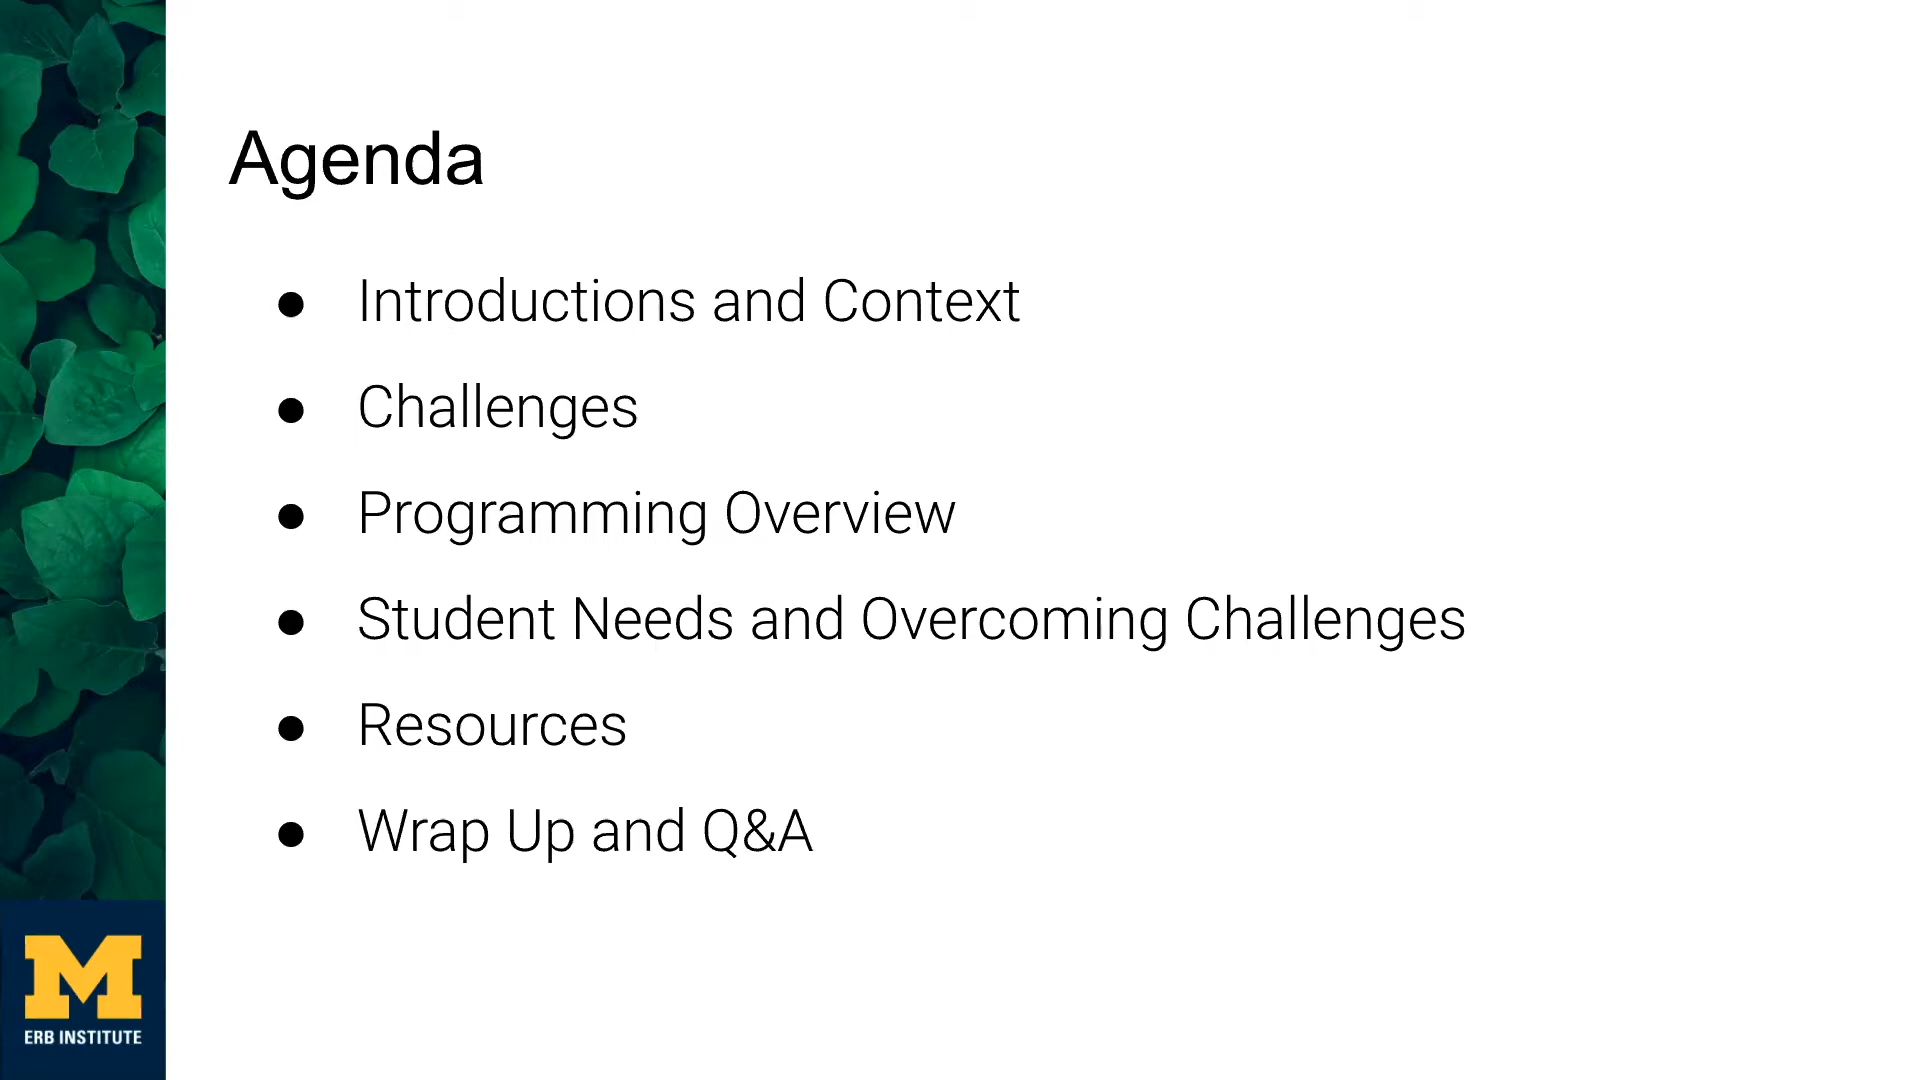 Agenda
● Introductions and Context
● Challenges
● Programming Overview
● Student Needs and Overcoming Challenges
● Resources
● Wrap Up and Q&A
M
ERB INSTITUTE